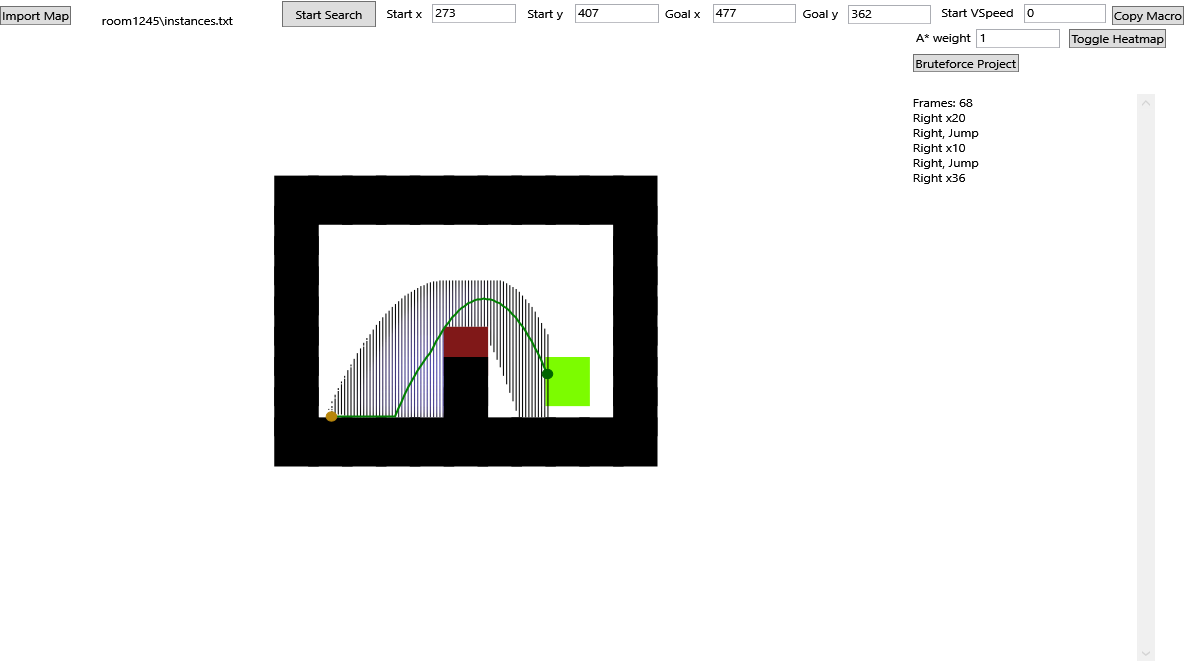 Import Map
room1245\instances.txt
Start Search
Start x 273
Start y 407
Goal x 477
Goal y 362
Start VSpeed 0
Copy Macro
A* weight 1
Toggle Heatmap
Bruteforce Project
Frames: 68
Right x20
Right, Jump
Right x10
Right, Jump
Right x36